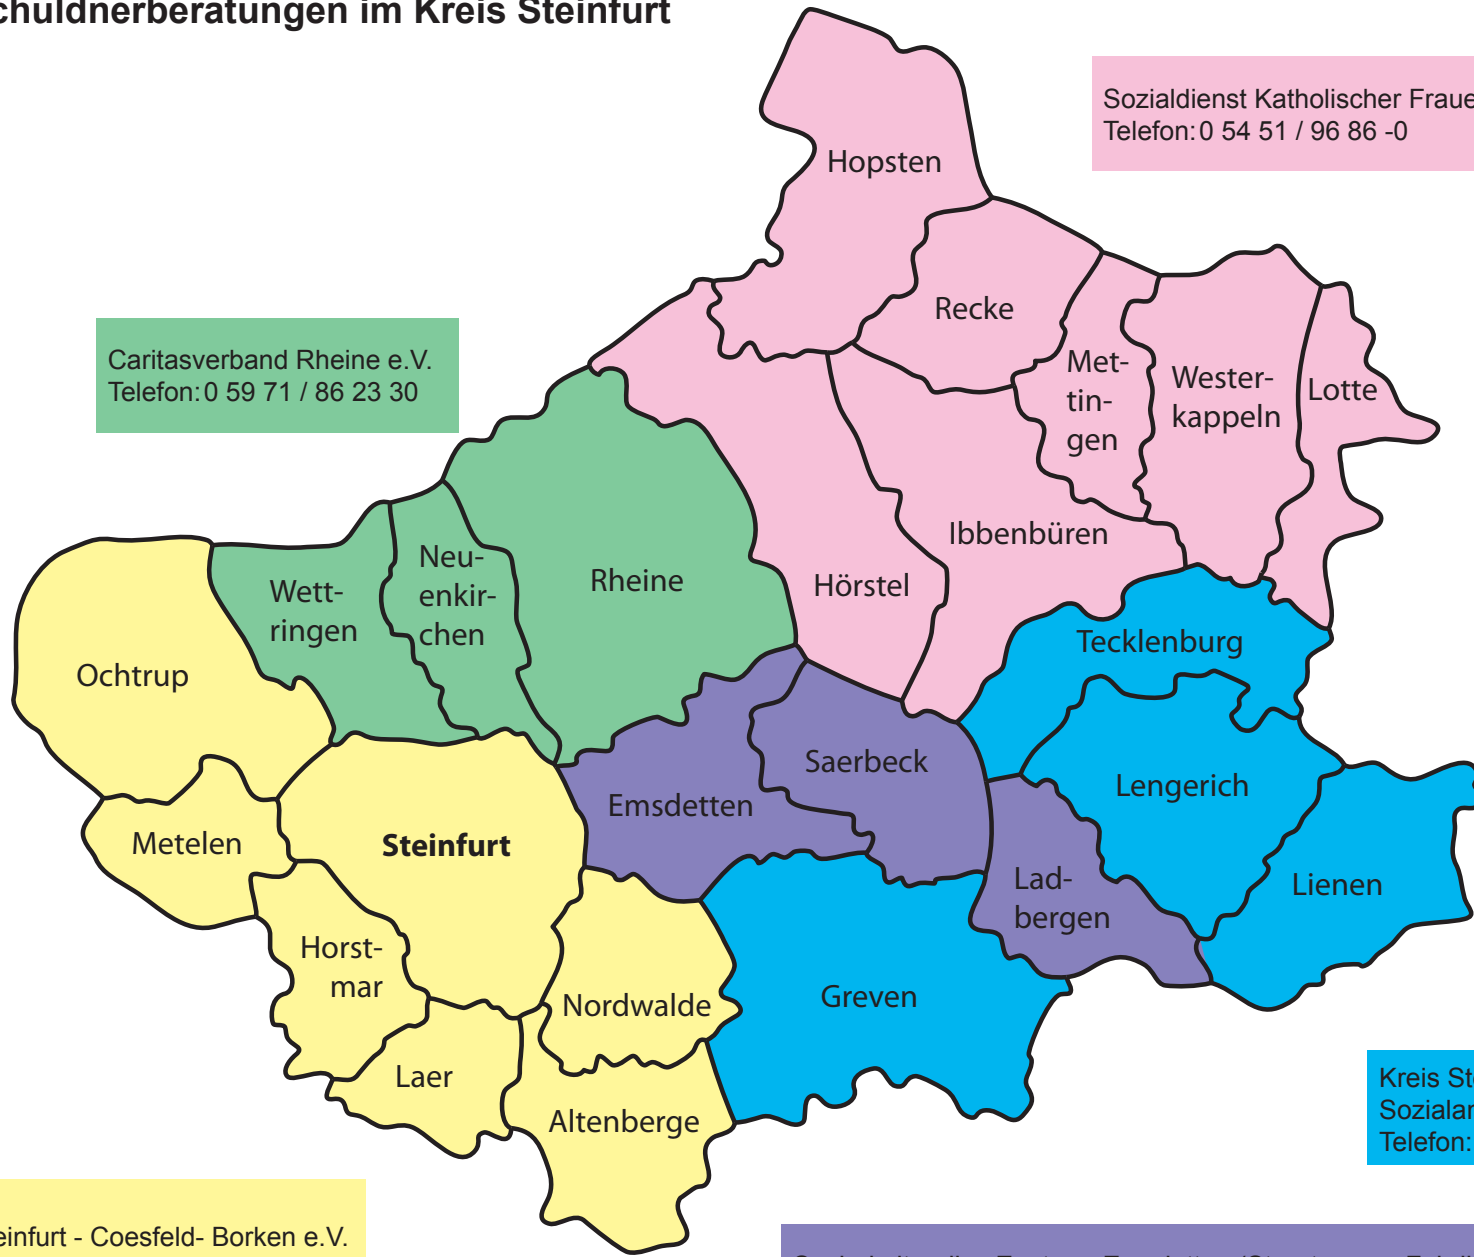 chuldnerberatungen im Kreis Steinfurt
Sozialdienst Katholischer Fraue
Telefon: 0 54 51 / 96 86 -0
Hopsten
Recke
Caritasverband Rheine e.V.
Telefon: 0 59 71 / 86 23 30
Met-
tin-
gen
Wester-
kappeln
Lotte
Ibbenbüren
Neu-
enkir-
chen
Rheine
Hörstel
Wett-
ringen
Tecklenburg
Ochtrup
Saerbeck
Lengerich
Emsdetten
Metelen
Steinfurt
Lad-
bergen
Lienen
Horst-
mar
Nordwalde
Greven
Laer
Altenberge
Kreis Ste
Sozialar
Telefon:
einfurt - Coesfeld- Borken e.V.